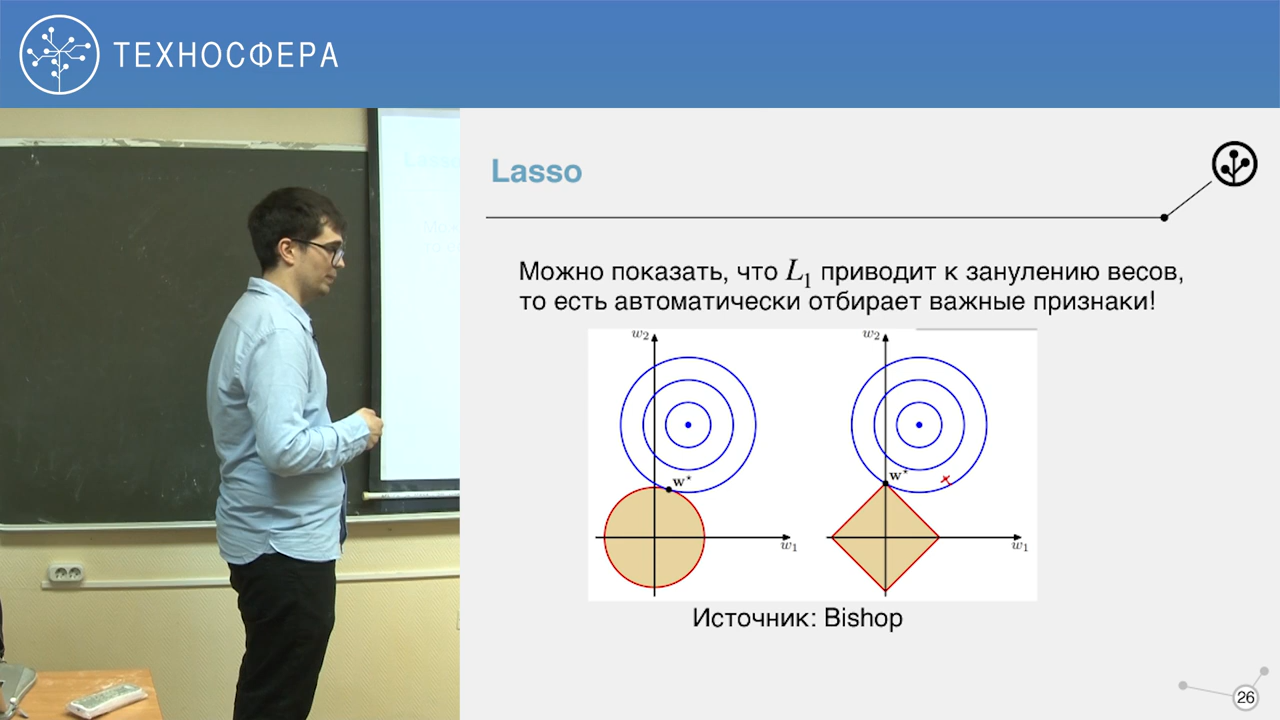 ТЕХНОСФЕРА
Lasso
Можно показать, что L₁ приводит к занулению весов,
то есть автоматически отбирает важные признаки!
w₂ w₂
w* w*
w₁ w₁
Источник: Bishop
26